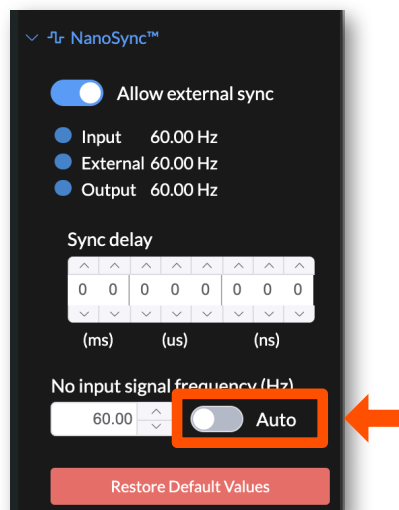 NanoSync™
Allow external sync
Input 60.00 Hz
External 60.00 Hz
Output 60.00 Hz
Sync delay
0 0 0 0 0 0 0 0
(ms) (us) (ns)
No input signal frequency (Hz)
60.00 Auto
Restore Default Values